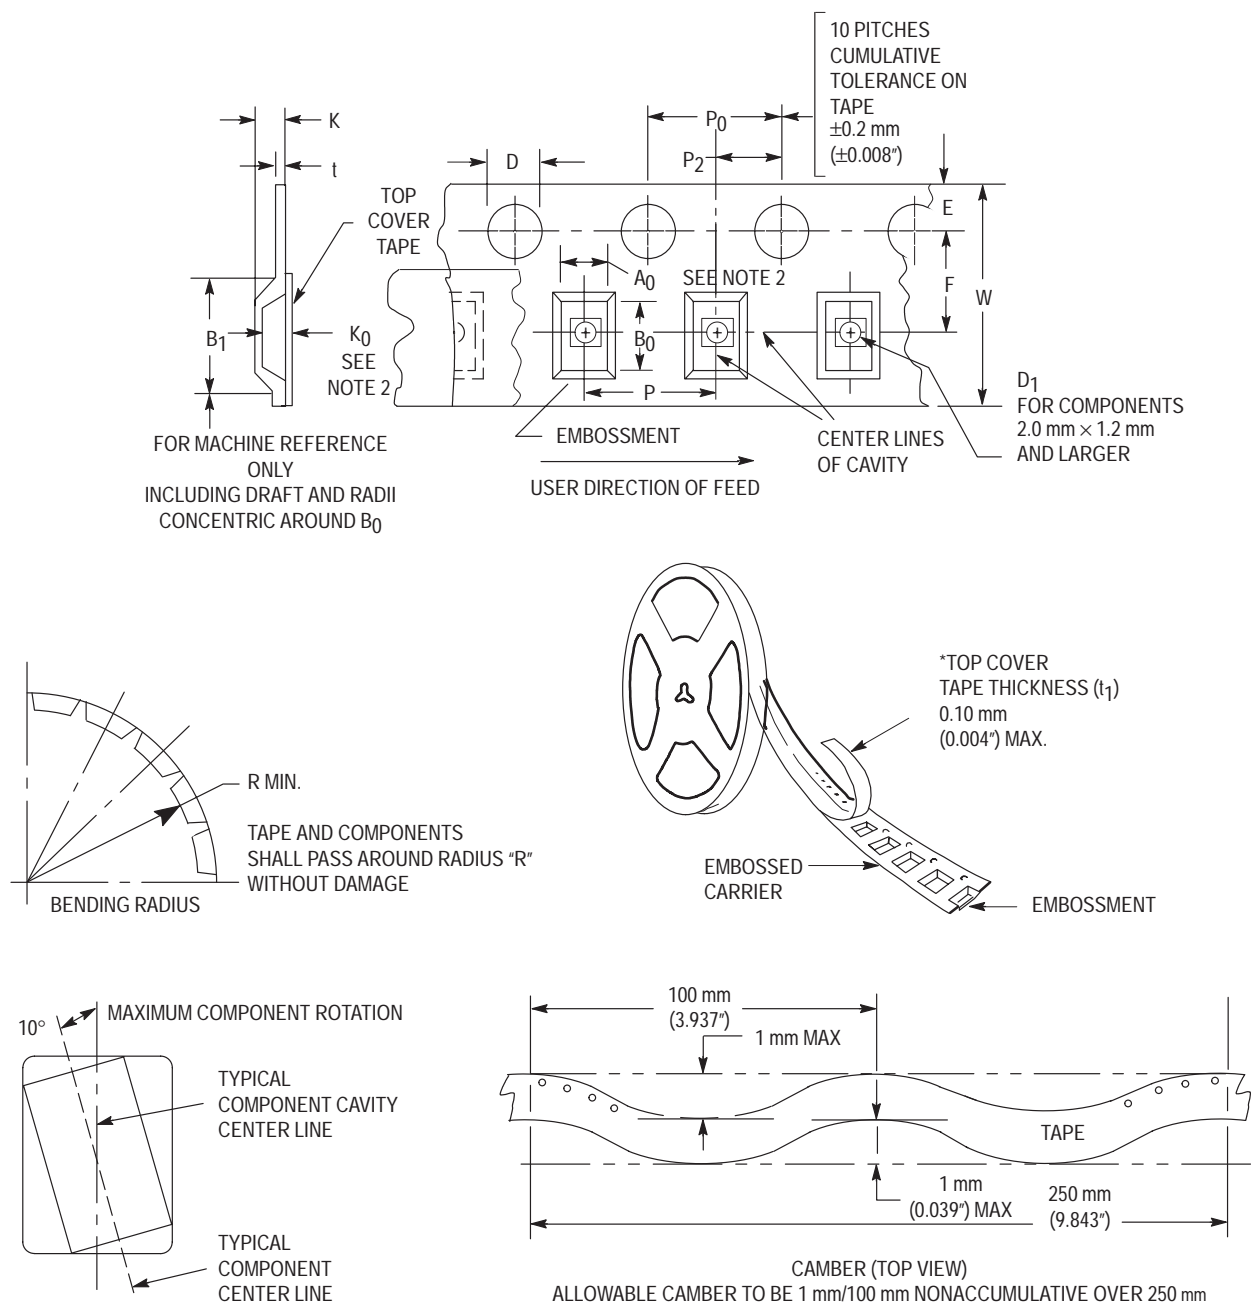 10 PITCHES
CUMULATIVE
TOLERANCE ON
TAPE
±0.2 mm
(±0.008″)
K
P0
t
D
P2
E
TOP
COVER
TAPE
A0
SEE NOTE 2
F
W
B1
K0
SEE
NOTE 2
B0
P
D1
FOR COMPONENTS
2.0 mm × 1.2 mm
AND LARGER
EMBOSSMENT
CENTER LINES
OF CAVITY
FOR MACHINE REFERENCE
ONLY
INCLUDING DRAFT AND RADII
CONCENTRIC AROUND B0
USER DIRECTION OF FEED
*TOP COVER
TAPE THICKNESS (t1)
0.10 mm
(0.004″) MAX.
R MIN.
TAPE AND COMPONENTS
SHALL PASS AROUND RADIUS “R”
WITHOUT DAMAGE
BENDING RADIUS
EMBOSSED
CARRIER
EMBOSSMENT
10°
MAXIMUM COMPONENT ROTATION
TYPICAL
COMPONENT CAVITY
CENTER LINE
TYPICAL
COMPONENT
CENTER LINE
100 mm
(3.937″)
1 mm MAX
TAPE
1 mm
(0.039″) MAX
250 mm
(9.843″)
CAMBER (TOP VIEW)
ALLOWABLE CAMBER TO BE 1 mm/100 mm NONACCUMULATIVE OVER 250 mm